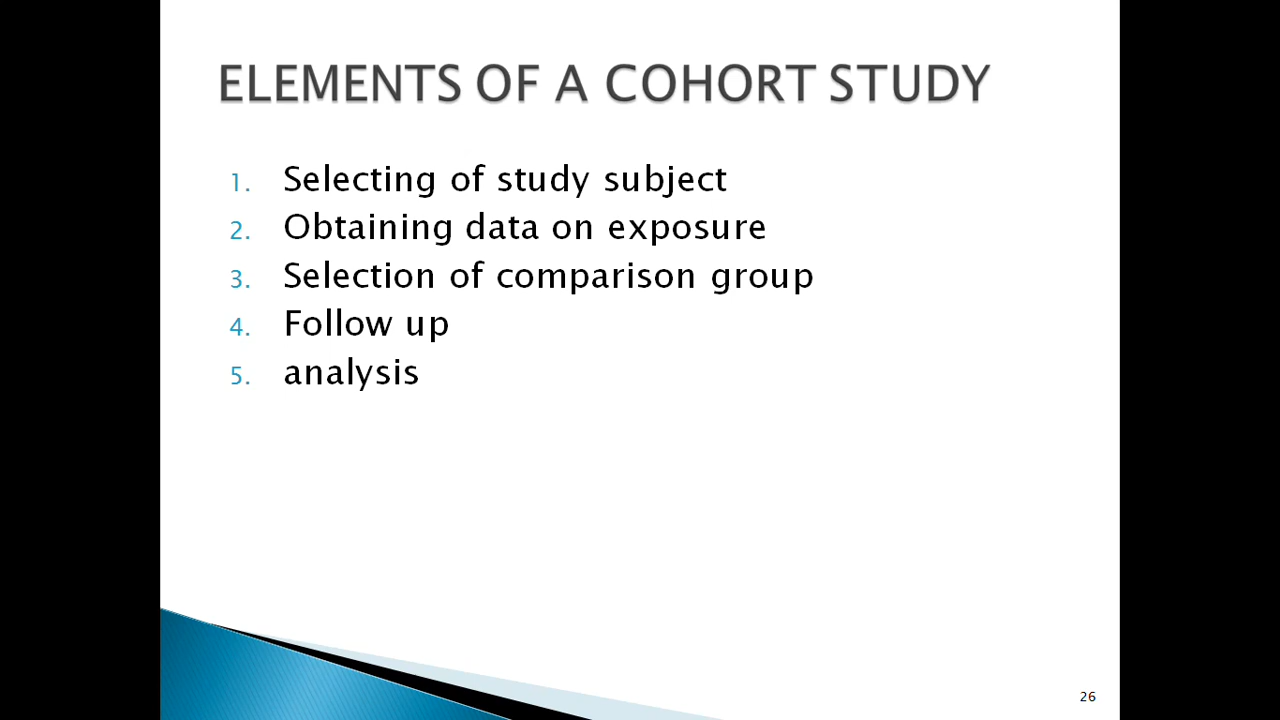 ELEMENTS OF A COHORT STUDY
1. Selecting of study subject
2. Obtaining data on exposure
3. Selection of comparison group
4. Follow up
5. analysis
26